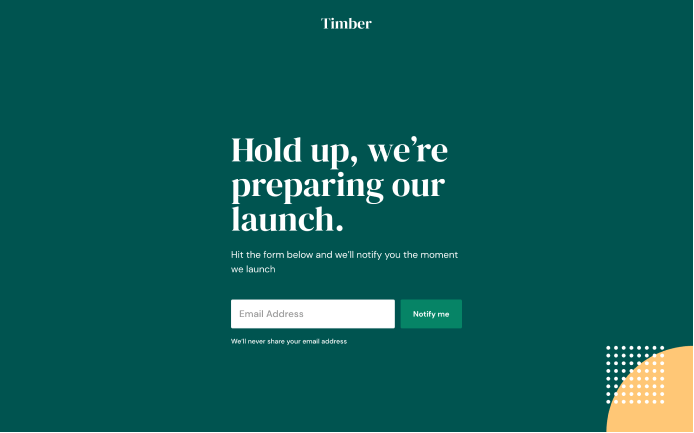 Timber
Hold up, we’re
preparing our
launch.
Hit the form below and we’ll notify you the moment
we launch
Email Address
Notify me
We’ll never share your email address